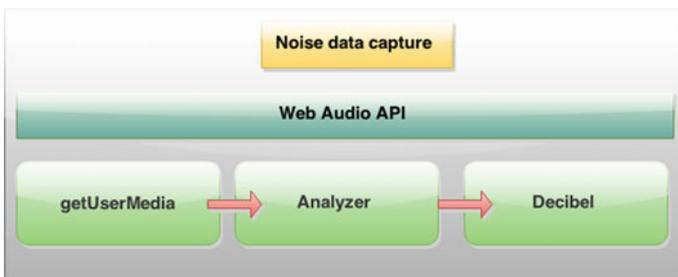 Noise data capture
Web Audio API
getUserMedia
Analyzer
Decibel